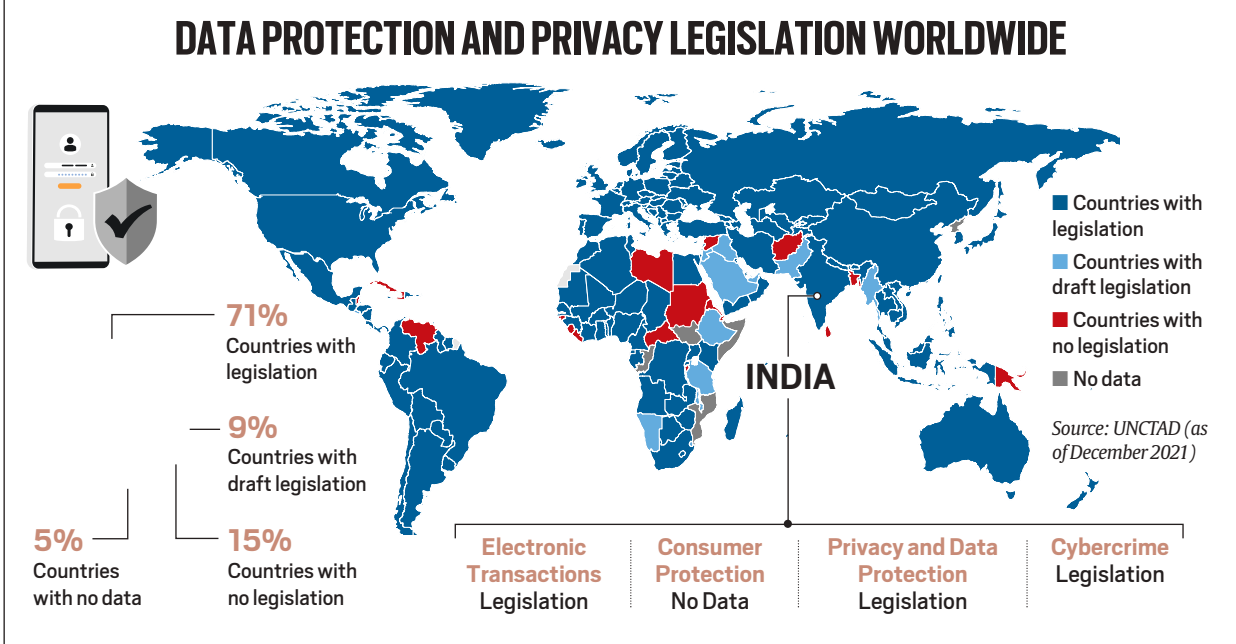 DATA PROTECTION AND PRIVACY LEGISLATION WORLDWIDE
Countries with
legislation
Countries with
draft legislation
Countries with
no legislation
No data
Source: UNCTAD (as
of December 2021)
71%
Countries with
legislation
9%
Countries with
draft legislation
5%
Countries
with no data
15%
Countries with
no legislation
INDIA
Electronic
Transactions
Legislation
Consumer
Protection
No Data
Privacy and Data
Protection
Legislation
Cybercrime
Legislation